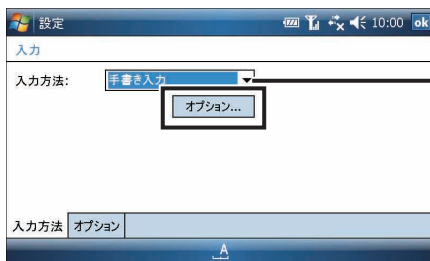 設定 10:00 ok
入力
入力方法: 手書き入力
オプション...
入力方法 オプション
A